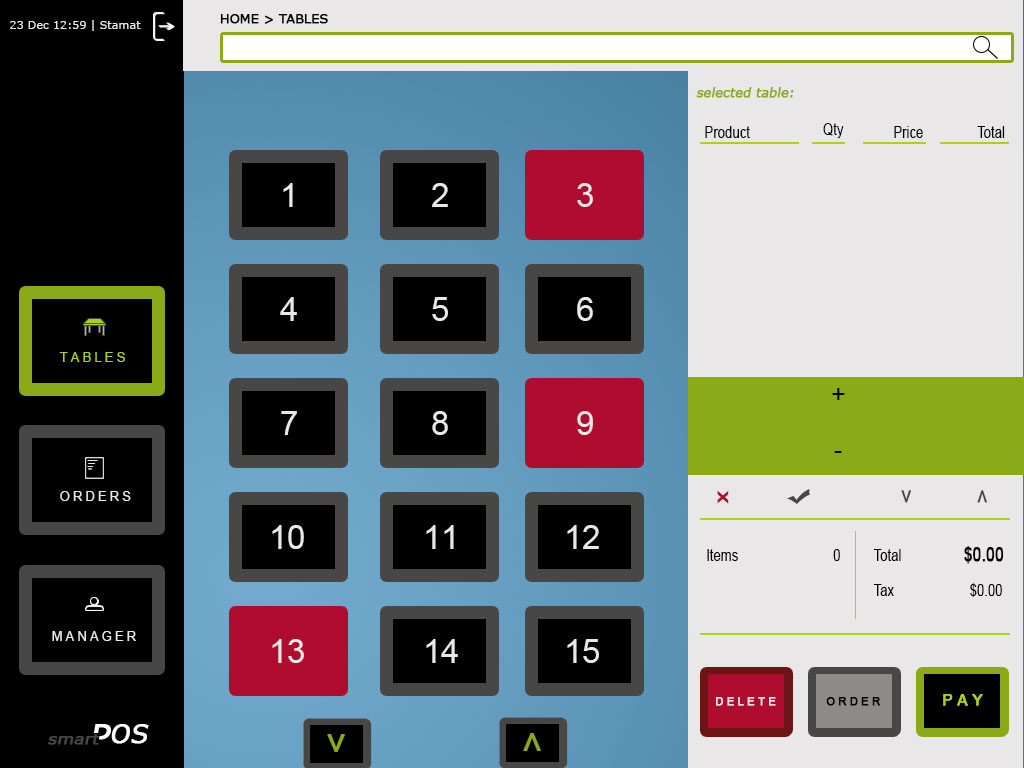 23 Dec 12:59 | Stamat
HOME > TABLES
selected table:
Product Qty Price Total
1 2 3
4 5 6
7 8 9
10 11 12
13 14 15
TABLES
ORDERS
MANAGER
+
-
Items 0 Total $0.00
Tax $0.00
DELETE ORDER PAY
smartPOS